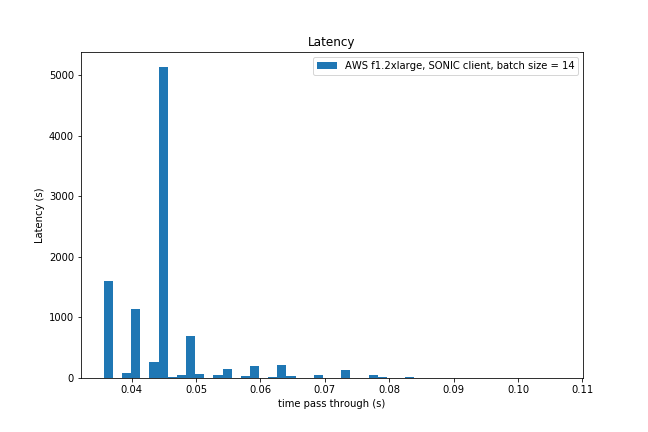 Latency
AWS f1.2xlarge, SONIC client, batch size = 14
5000
4000
3000
2000
1000
0
Latency (s)
0.04 0.05 0.06 0.07 0.08 0.09 0.10 0.11
time pass through (s)